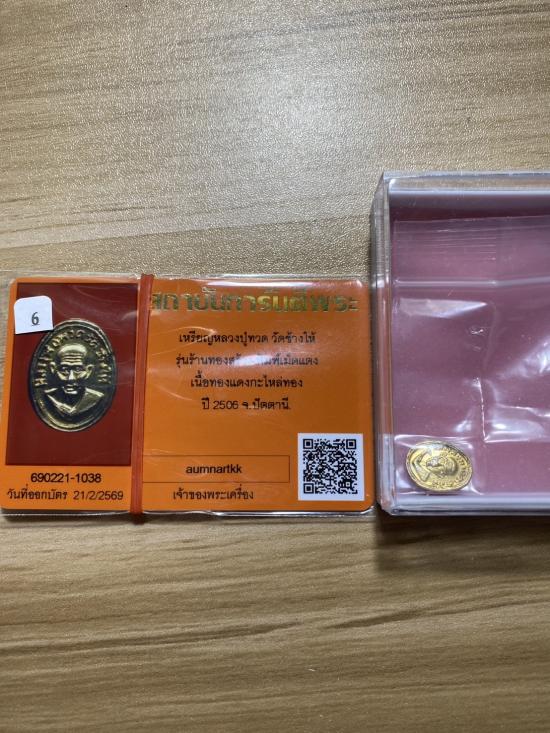 6
สถาบันการันตีพระ
เหรียญหลวงปู่ทวด วัดช้างให้
เนื้อทองแดงกะไหล่ทอง
ปี 2506 จ.ปัตตานี.
690221-1038
วันที่ออกบัตร 21/2/2569
aumnartkk
เจ้าของพระเครื่อง